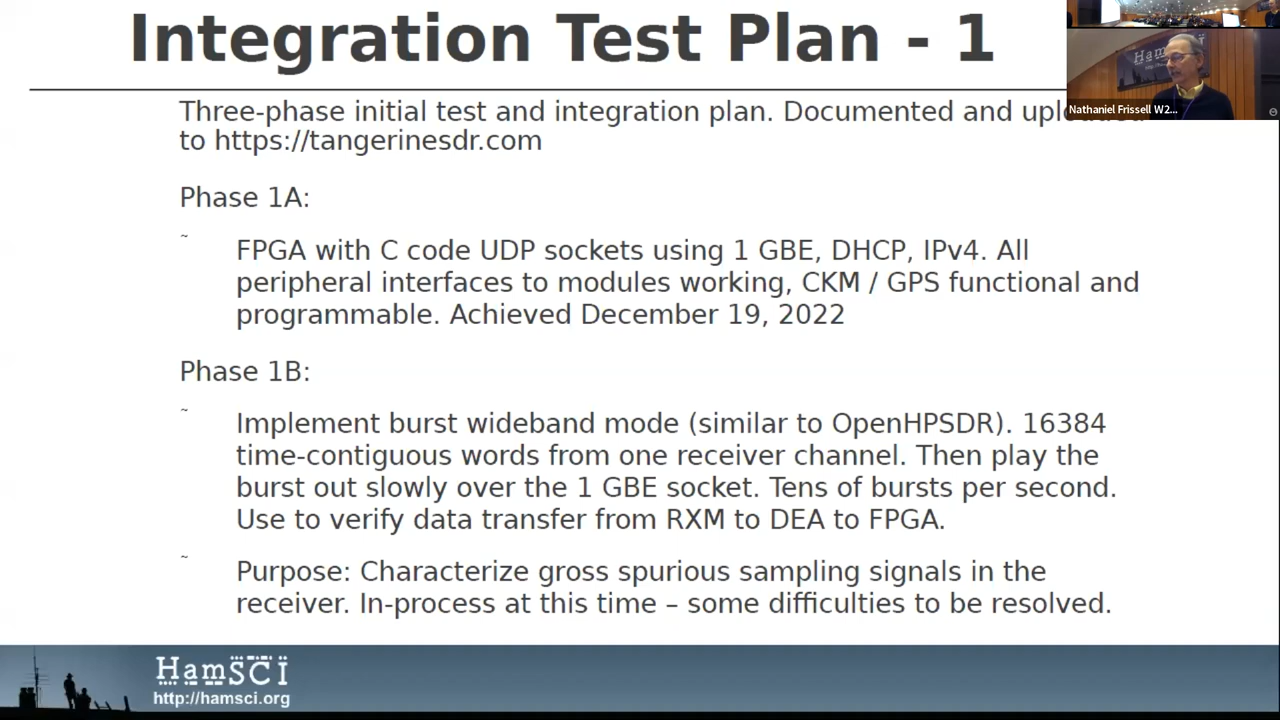 Integration Test Plan - 1
Three-phase initial test and integration plan. Documented and
to https://tangerinesdr.com
Phase 1A:
~ FPGA with C code UDP sockets using 1 GBE, DHCP, IPv4. All
peripheral interfaces to modules working, CKM / GPS functional and
programmable. Achieved December 19, 2022
Phase 1B:
~ Implement burst wideband mode (similar to OpenHPSDR). 16384
time-contiguous words from one receiver channel. Then play the
burst out slowly over the 1 GBE socket. Tens of bursts per second.
Use to verify data transfer from RXM to DEA to FPGA.
~ Purpose: Characterize gross spurious sampling signals in the
receiver. In-process at this time – some difficulties to be resolved.
Nathaniel Frissell W2...
HamSCI
http://hamsci.org